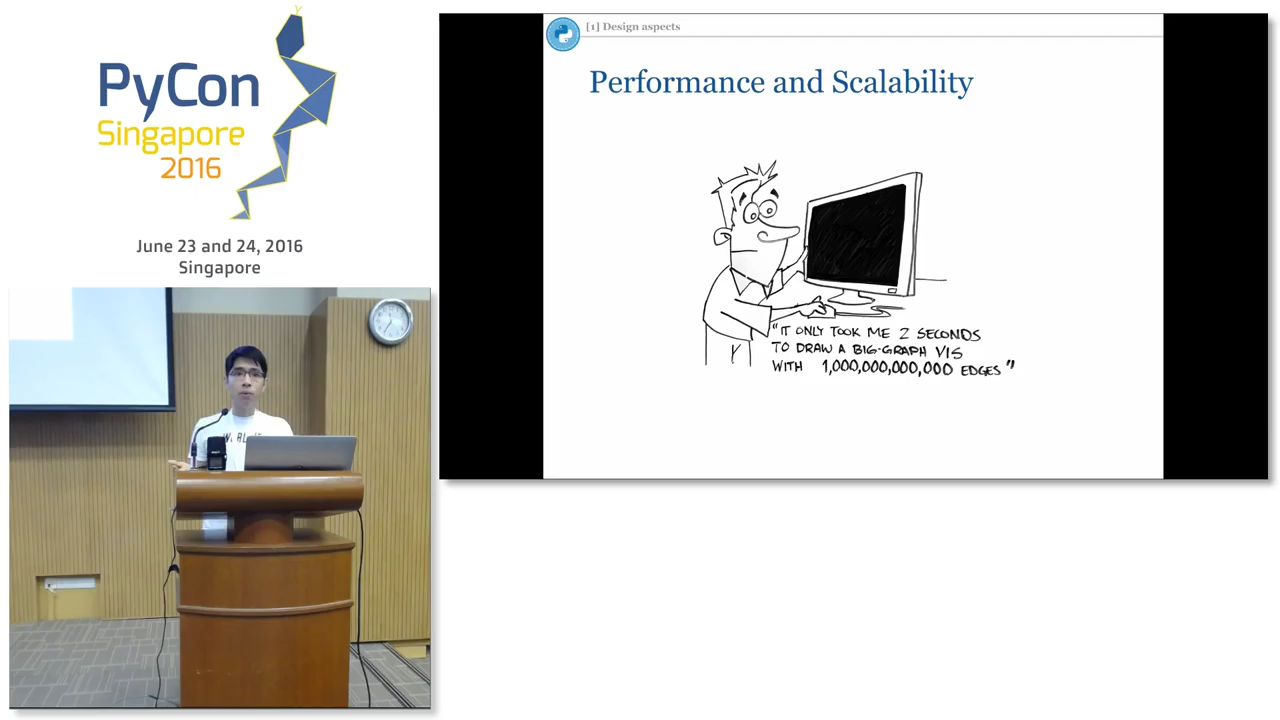 PyCon
Singapore
2016
June 23 and 24, 2016
Singapore
[1] Design aspects
Performance and Scalability
"IT ONLY TOOK ME 2 SECONDS
TO DRAW A BIG-GRAPH VIS
WITH 1,000,000,000,000 EDGES"